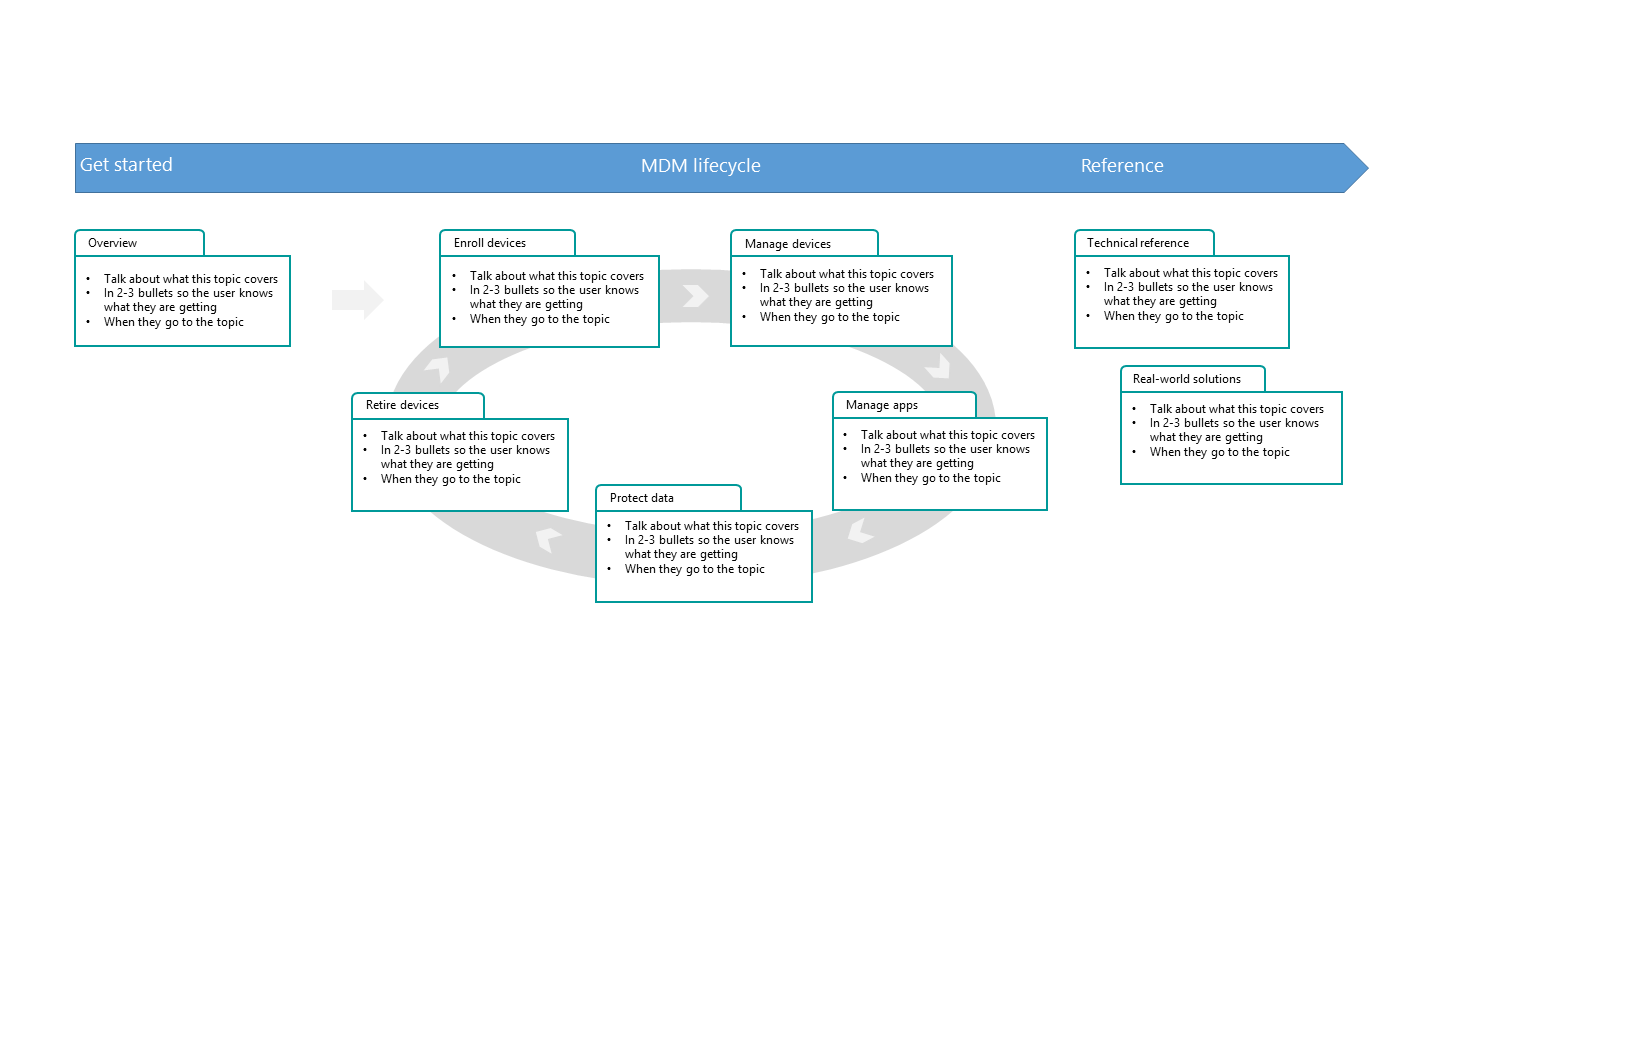 Get started
MDM lifecycle
Reference
Overview
• Talk about what this topic covers
• In 2-3 bullets so the user knows
what they are getting
• When they go to the topic
Enroll devices
• Talk about what this topic covers
• In 2-3 bullets so the user knows
what they are getting
• When they go to the topic
Manage devices
• Talk about what this topic covers
• In 2-3 bullets so the user knows
what they are getting
• When they go to the topic
Technical reference
• Talk about what this topic covers
• In 2-3 bullets so the user knows
what they are getting
• When they go to the topic
Real-world solutions
• Talk about what this topic covers
• In 2-3 bullets so the user knows
what they are getting
• When they go to the topic
Retire devices
• Talk about what this topic covers
• In 2-3 bullets so the user knows
what they are getting
• When they go to the topic
Manage apps
• Talk about what this topic covers
• In 2-3 bullets so the user knows
what they are getting
• When they go to the topic
Protect data
• Talk about what this topic covers
• In 2-3 bullets so the user knows
what they are getting
• When they go to the topic